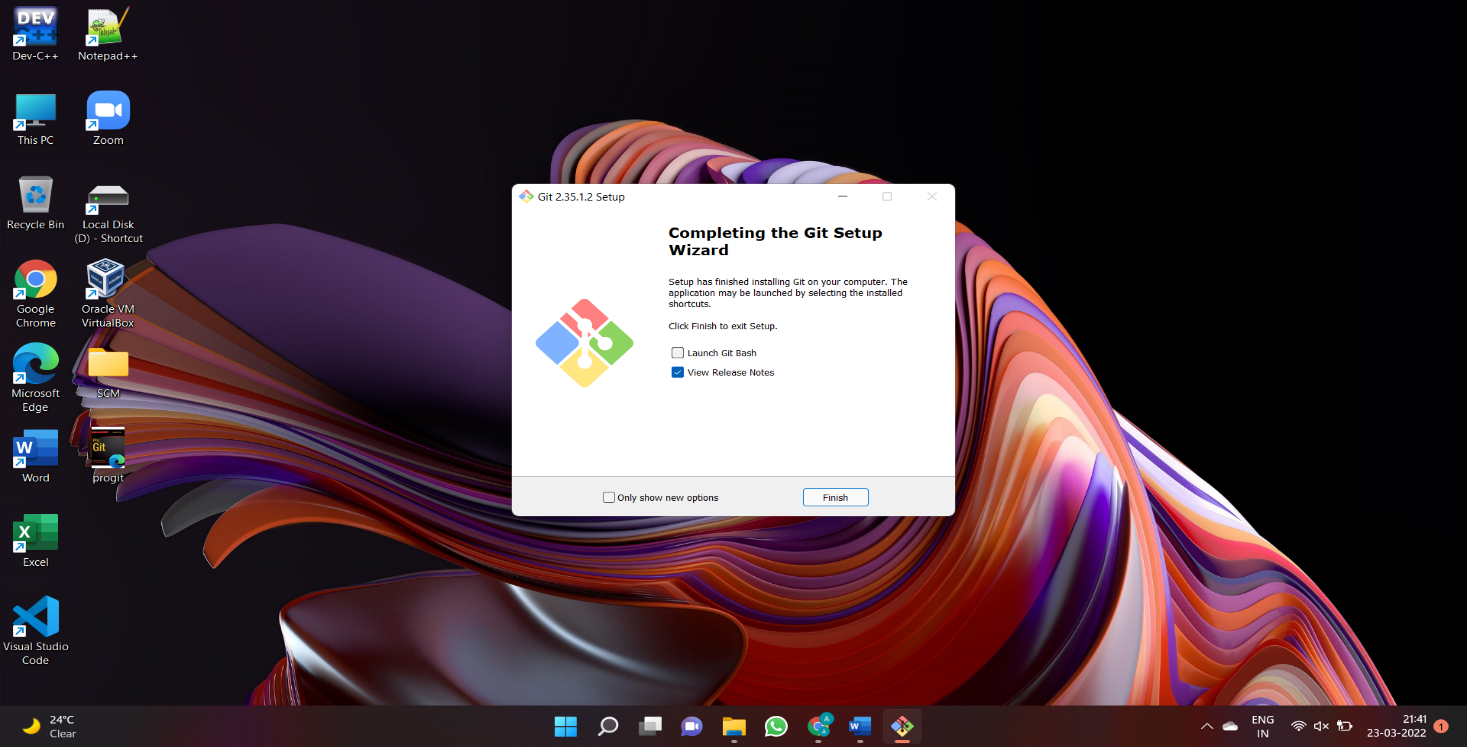 DEV
C++
Dev-C++
Notepad++
This PC
Zoom
Recycle Bin
Local Disk
(D) - Shortcut
Google
Chrome
Oracle VM
VirtualBox
Microsoft
Edge
SCM
W
Word
Git
progit
X
Excel
Visual Studio
Code
Git 2.35.1.2 Setup
Completing the Git Setup
Wizard
Setup has finished installing Git on your computer. The
application may be launched by selecting the installed
shortcuts.
Click Finish to exit Setup.
Launch Git Bash
View Release Notes
Only show new options
Finish
24°C
Clear
A
W
ENG
IN
21:41
23-03-2022
1